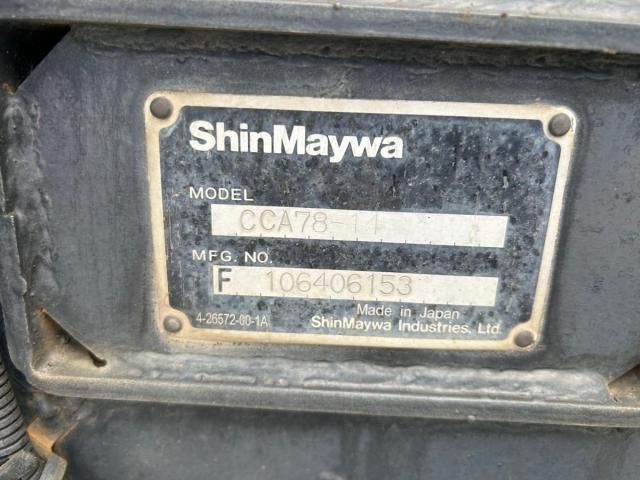 ShinMaywa
MODEL
CCA78-11
MFG. NO.
F 106406153
Made in Japan
4-26572-00-1A
ShinMaywa Industries, Ltd.